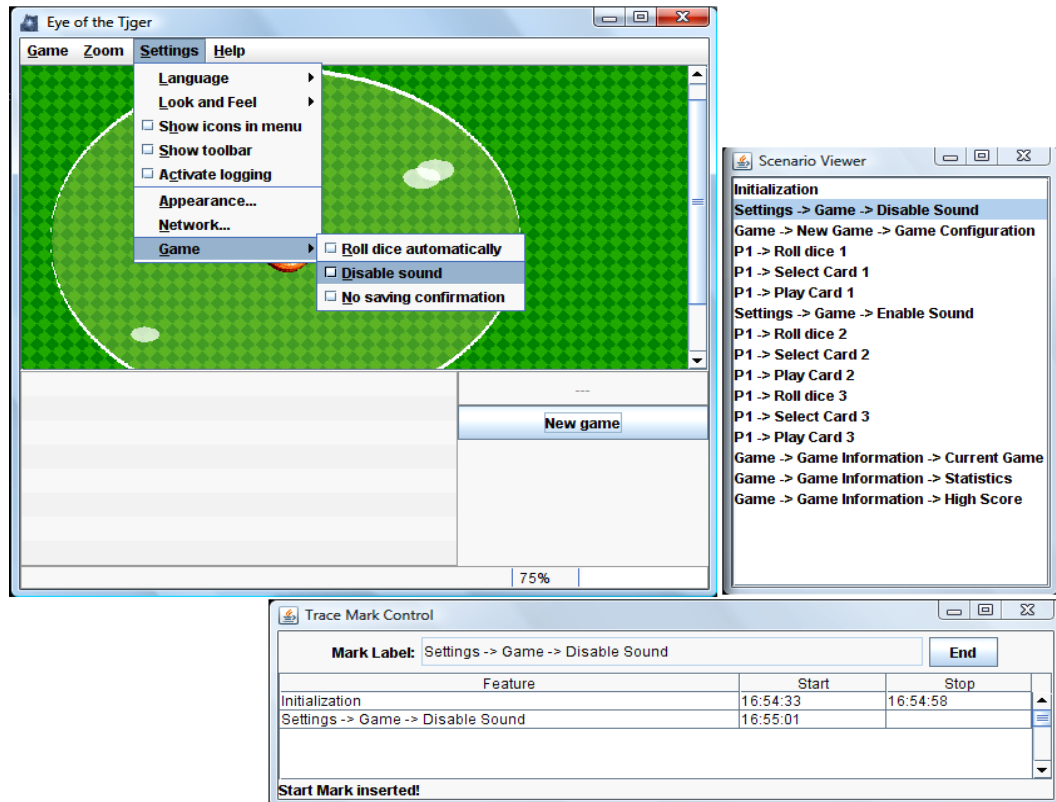 Eye of the Tjger
Game Zoom Settings Help
Language
Look and Feel
Show icons in menu
Show toolbar
Activate logging
Appearance...
Network...
Game
Roll dice automatically
Disable sound
No saving confirmation
---
New game
75%
Scenario Viewer
Initialization
Settings -> Game -> Disable Sound
Game -> New Game -> Game Configuration
P1 -> Roll dice 1
P1 -> Select Card 1
P1 -> Play Card 1
Settings -> Game -> Enable Sound
P1 -> Roll dice 2
P1 -> Select Card 2
P1 -> Play Card 2
P1 -> Roll dice 3
P1 -> Select Card 3
P1 -> Play Card 3
Game -> Game Information -> Current Game
Game -> Game Information -> Statistics
Game -> Game Information -> High Score
Trace Mark Control
Mark Label: Settings -> Game -> Disable Sound End
Feature Start Stop
Initialization 16:54:33 16:54:58
Settings -> Game -> Disable Sound 16:55:01
Start Mark inserted!